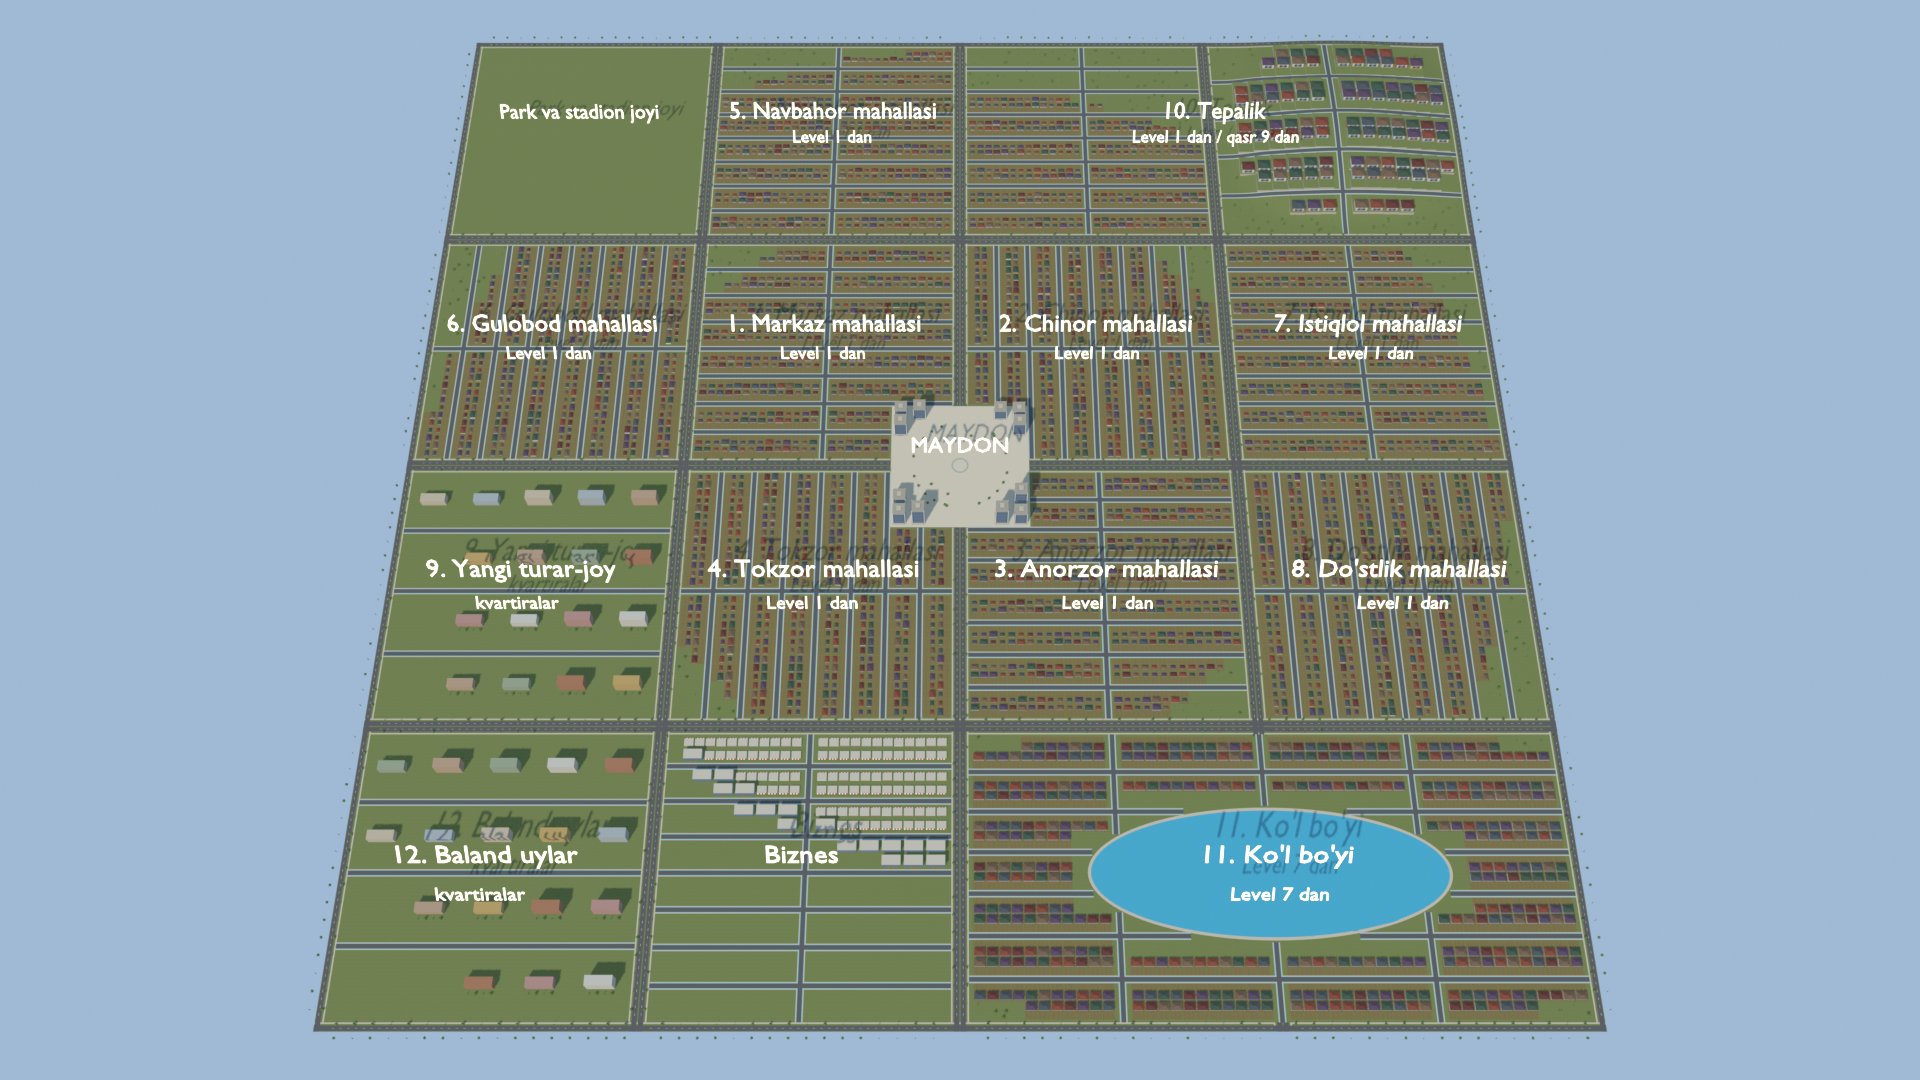 Park va stadion joyi
5. Navbahor mahallasi
Level 1 dan
10. Tepalik
Level 1 dan / qasr 9 dan
6. Gulobod mahallasi
Level 1 dan
1. Markaz mahallasi
Level 1 dan
2. Chinor mahallasi
Level 1 dan
7. Istiqlol mahallasi
Level 1 dan
MAYDON
9. Yangi turar-joy
kvartiralar
4. Tokzor mahallasi
Level 1 dan
3. Anorzor mahallasi
Level 1 dan
8. Do'stlik mahallasi
Level 1 dan
12. Baland uylar
kvartiralar
Biznes
11. Ko'l bo'yi
Level 7 dan